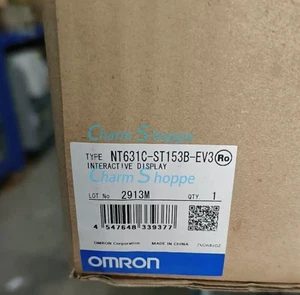 Charm Shoppe
TYPE NT631C-ST153B-EV3 Ro
INTERACTIVE DISPLAY
Charm Shoppe
LOT No 2913M QTY 1
4 547648 339377
OMRON Corporation MADE IN CHINA
OMRON